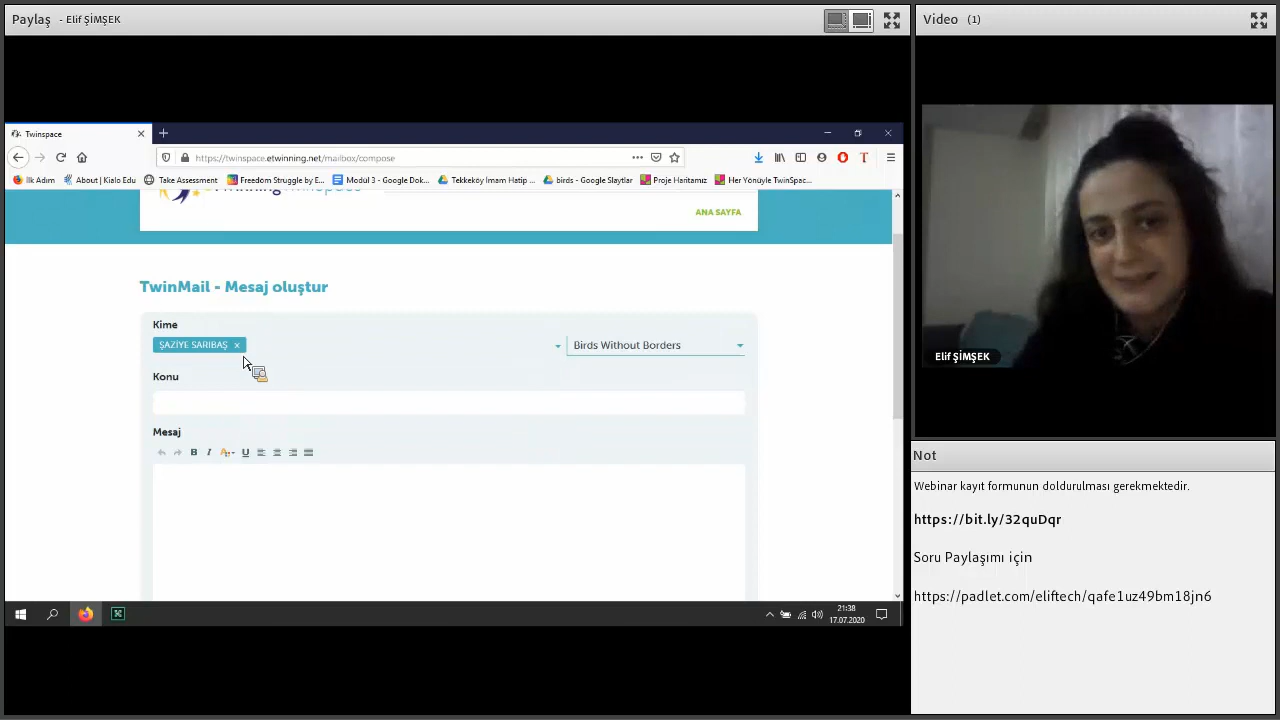 Paylaş - Elif ŞİMŞEK
Video (1)
Twinspace
https://twinspace.etwinning.net/mailbox/compose
İlk Adım
About | Kialo Edu
Take Assessment
Freedom Struggle by E...
Modül 3 - Google Dok...
Tekkeköy İmam Hatip ...
birds - Google Slaytlar
Proje Haritamız
Her Yönüyle TwinSpac...
ANA SAYFA
TwinMail - Mesaj oluştur
Kime
ŞAZİYE SARIBAŞ ×
Birds Without Borders
Konu
Mesaj
B I U
21:38
17.07.2020
Elif ŞİMŞEK
Not
Webinar kayıt formunun doldurulması gerekmektedir.
https://bit.ly/32quDqr
Soru Paylaşımı için
https://padlet.com/eliftech/qafe1uz49bm18jn6